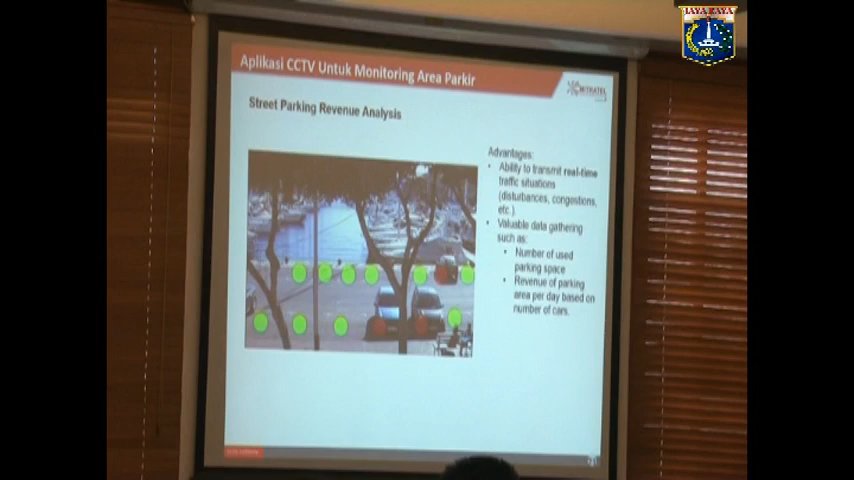 JAYA RAYA
Aplikasi CCTV Untuk Monitoring Area Parkir
MITRATEL
Street Parking Revenue Analysis
Advantages:
• Ability to transmit real-time
traffic situations
(disturbances, congestions,
etc.)
• Valuable data gathering
such as:
• Number of used
parking space
• Revenue of parking
area per day based on
number of cars.